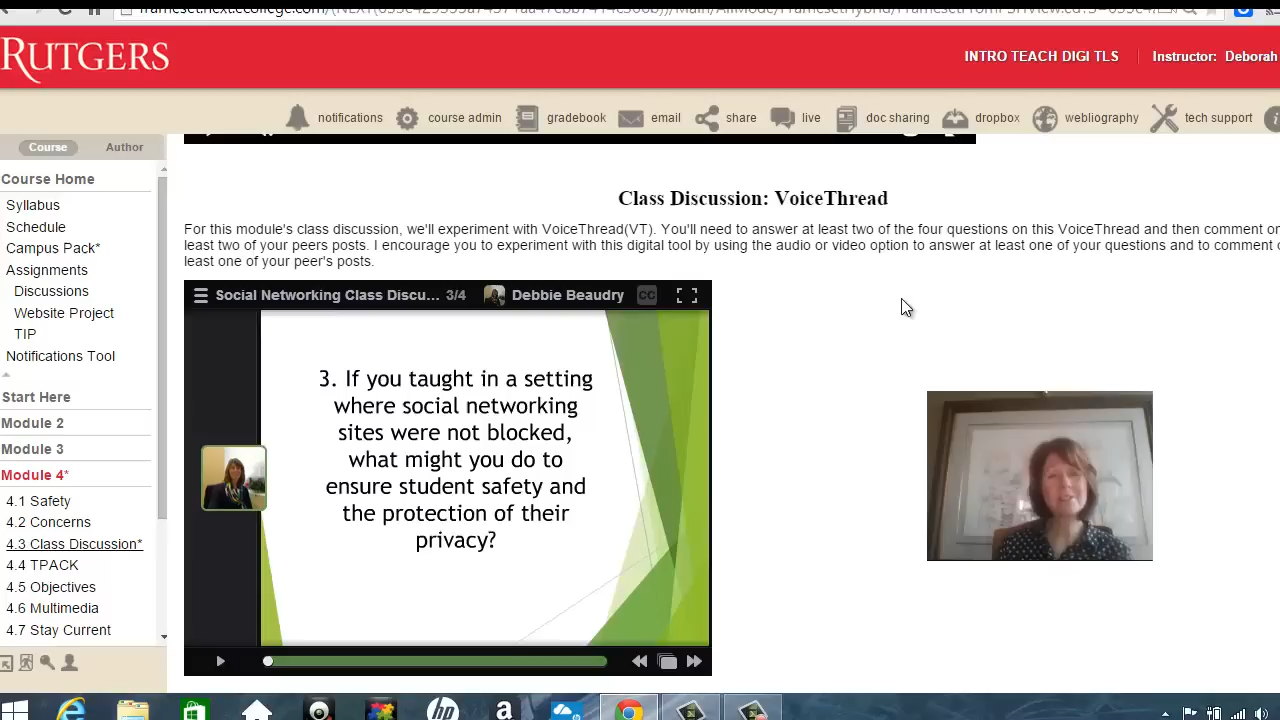 RUTGERS
INTRO TEACH DIGI TLS
Instructor: Deborah
notifications
course admin
gradebook
email
share
live
doc sharing
dropbox
webliography
tech support
Course
Author
Course Home
Syllabus
Schedule
Campus Pack*
Assignments
Discussions
Website Project
TIP
Notifications Tool
Start Here
Module 2
Module 3
Module 4*
4.1 Safety
4.2 Concerns
4.3 Class Discussion*
4.4 TPACK
4.5 Objectives
4.6 Multimedia
4.7 Stay Current
Class Discussion: VoiceThread
For this module's class discussion, we'll experiment with VoiceThread(VT). You'll need to answer at least two of the four questions on this VoiceThread and then comment on
least two of your peers posts. I encourage you to experiment with this digital tool by using the audio or video option to answer at least one of your questions and to comment o
least one of your peer's posts.
Social Networking Class Discu... 3/4 Debbie Beaudry CC
3. If you taught in a setting
where social networking
sites were not blocked,
what might you do to
ensure student safety and
the protection of their
privacy?